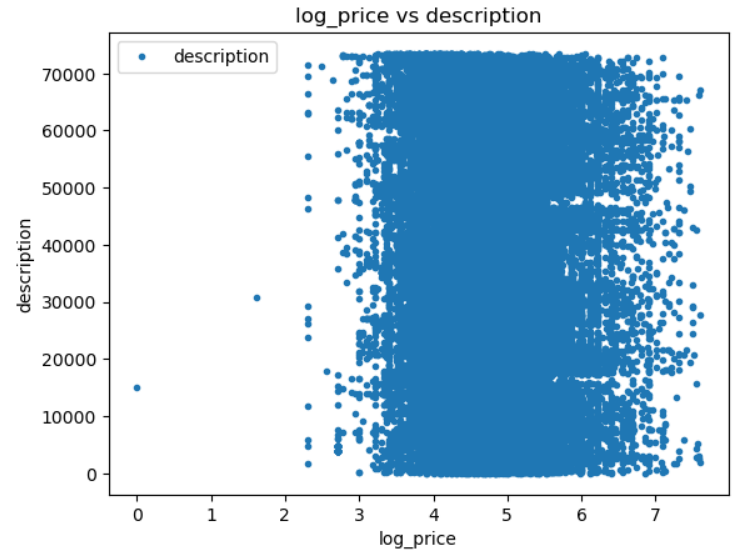 log_price vs description
description
70000
60000
50000
40000
30000
20000
10000
0
description
0 1 2 3 4 5 6 7
log_price